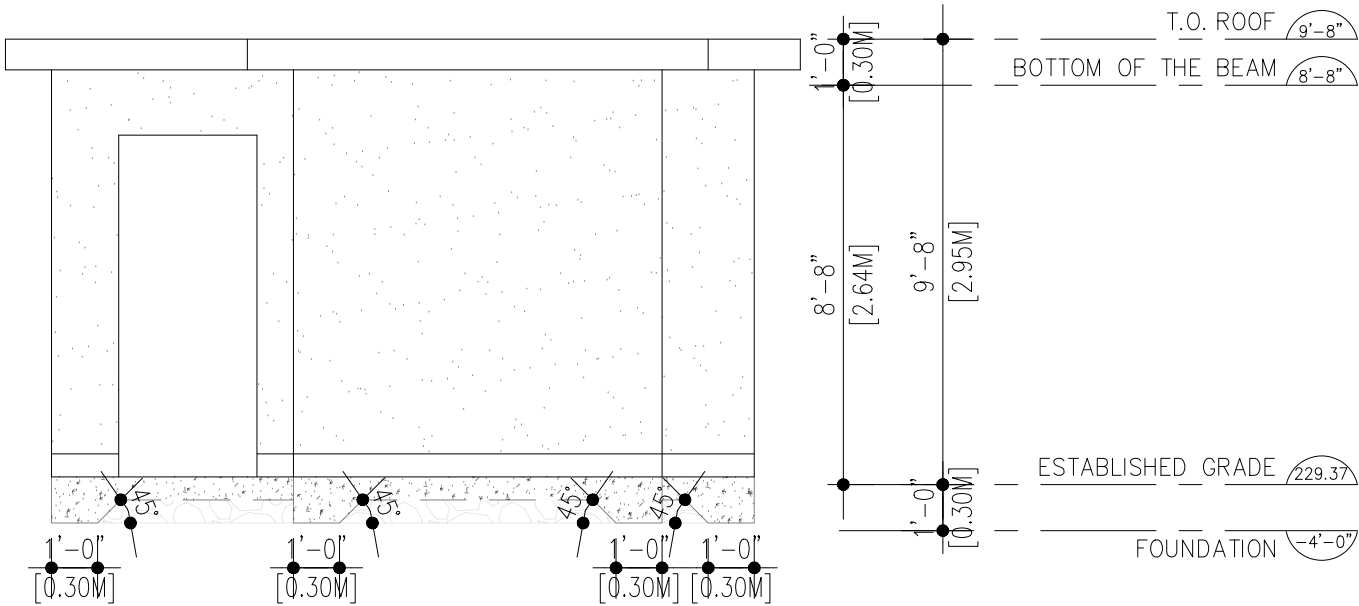 T.O. ROOF 9'-8"
1'-0"
[0.30M]
BOTTOM OF THE BEAM 8'-8"
8'-8"
[2.64M]
9'-8"
[2.95M]
ESTABLISHED GRADE 229.37
1'-0"
[0.30M]
FOUNDATION -4'-0"
45° 45° 45° 45°
1'-0" 1'-0" 1'-0" 1'-0"
[0.30M] [0.30M] [0.30M] [0.30M]